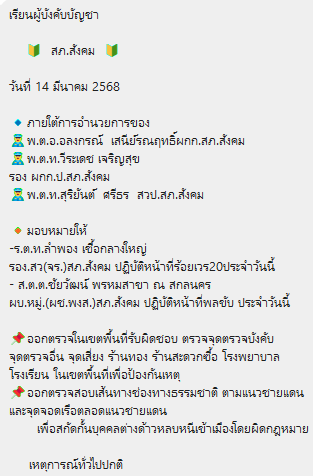 เรียนผู้บังคับบัญชา
🔰 สภ.สังคม 🔰
วันที่ 14 มีนาคม 2568
🔹ภายใต้การอำนวยการของ
👮พ.ต.อ.อลงกรณ์ เสนีย์รณฤทธิ์ผกก.สภ.สังคม
👮พ.ต.ท.วีระเดช เจริญสุข
รอง ผกก.ป.สภ.สังคม
👮พ.ต.ท.สุริยันต์ ศรีธร สวป.สภ.สังคม
🔸มอบหมายให้
-ร.ต.ท.ลำพอง เชื้อกลางใหญ่
รอง.สว(จร.)สภ.สังคม ปฏิบัติหน้าที่ร้อยเวร20ประจำวันนี้
- ส.ต.ต.ชัยวัฒน์ พรหมสาขา ณ สกลนคร
ผบ.หมู่.(ผช.พงส.)สภ.สังคม ปฏิบัติหน้าที่พลขับ ประจำวันนี้
📌ออกตรวจในเขตพื้นที่รับผิดชอบ ตรวจจุดตรวจบังคับ
จุดตรวจอื่น จุดเสี่ยง ร้านทอง ร้านสะดวกซื้อ โรงพยาบาล
โรงเรียน ในเขตพื้นที่เพื่อป้องกันเหตุ
📌ออกตรวจสอบเส้นทางช่องทางธรรมชาติ ตามแนวชายแดน
และจุดจอดเรือตลอดแนวชายแดน
เพื่อสกัดกั้นบุคคลต่างด้าวหลบหนีเข้าเมืองโดยผิดกฎหมาย
เหตุการณ์ทั่วไปปกติ